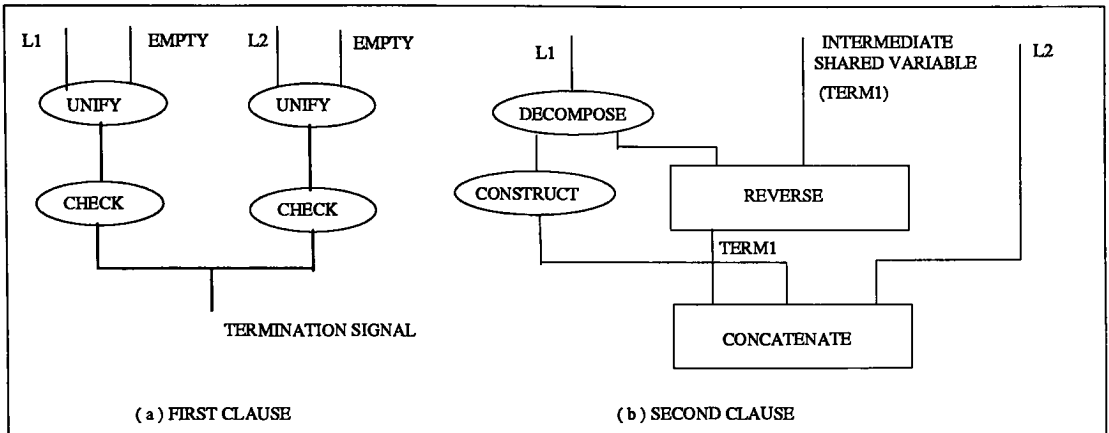 L1
EMPTY
L2
EMPTY
UNIFY
UNIFY
CHECK
CHECK
TERMINATION SIGNAL
( a ) FIRST CLAUSE
L1
INTERMEDIATE
SHARED VARIABLE
(TERM1)
L2
DECOMPOSE
CONSTRUCT
REVERSE
TERM1
CONCATENATE
( b ) SECOND CLAUSE